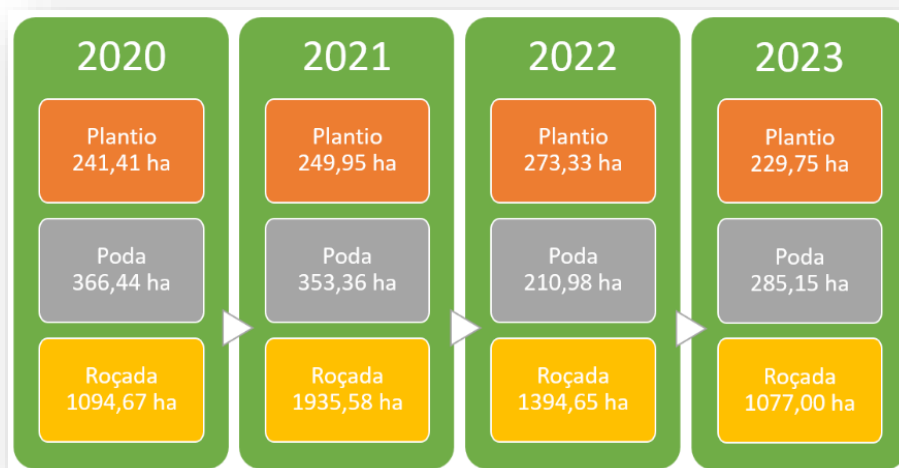 2020
Plantio
241,41 ha
Poda
366,44 ha
Roçada
1094,67 ha
2021
Plantio
249,95 ha
Poda
353,36 ha
Roçada
1935,58 ha
2022
Plantio
273,33 ha
Poda
210,98 ha
Roçada
1394,65 ha
2023
Plantio
229,75 ha
Poda
285,15 ha
Roçada
1077,00 ha